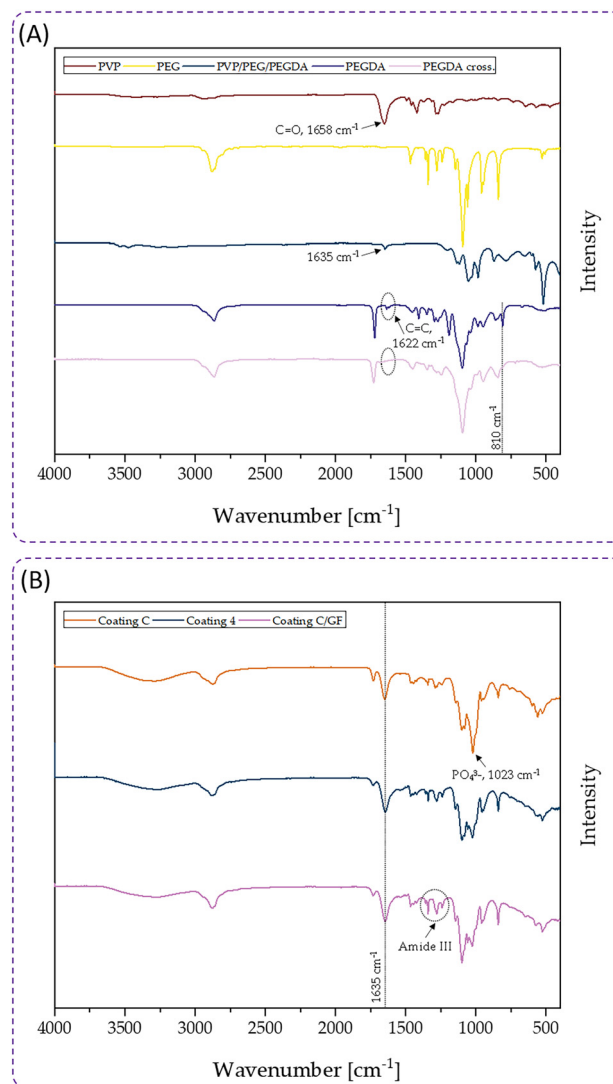 (A)
PVP PEG PVP/PEG/PEGDA PEGDA PEGDA cross.
C=O, 1658 cm⁻¹
1635 cm⁻¹
C=C,
1622 cm⁻¹
810 cm⁻¹
Intensity
4000 3500 3000 2500 2000 1500 1000 500
Wavenumber [cm⁻¹]
(B)
Coating C Coating 4 Coating C/GF
PO₄³⁻, 1023 cm⁻¹
Amide III
1635 cm⁻¹
Intensity
4000 3500 3000 2500 2000 1500 1000 500
Wavenumber [cm⁻¹]